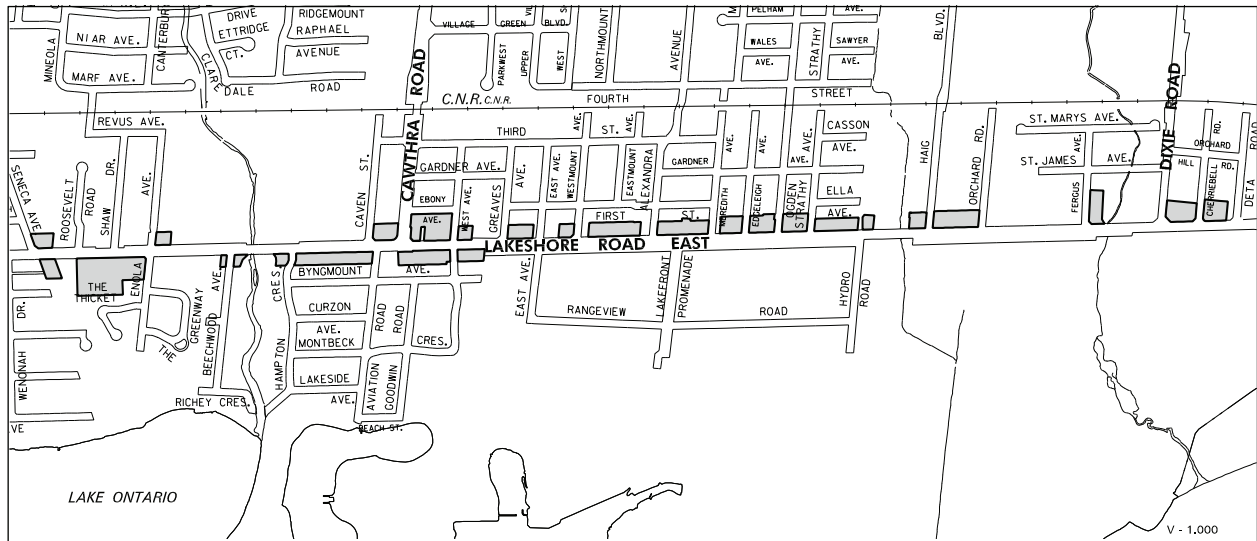 DRIVE
ETTRIDGE
CT.
RIDGEMOUNT
RAPHAEL
AVENUE
ROAD
NIAR AVE.
CANTERBURY
MINEOLA
MARF AVE.
CLARE
DALE
REVUS AVE.
VILLAGE GREEN BLVD.
PARKWEST
UPPER
WEST
NORTHMOUNT
AVENUE
PELHAM
AVE.
WALES
AVE.
STRATHY
SAWYER
AVE.
BLVD.
CAWTHRA ROAD
C.N.R. C.N.R.
FOURTH
STREET
DIXIE ROAD
THIRD ST.
AVE.
AVE.
CASSON
AVE.
HAIG
ORCHARD RD.
ST. MARYS AVE.
ST. JAMES AVE.
ORCHARD
RD.
HILL
CHERRIEBELL RD.
DETA ROAD
SENECA AVE.
ROOSEVELT
ROAD
SHAW DR.
AVE.
CAVEN ST.
GARDNER AVE.
EBONY
AVE.
WEST AVE.
GREAVES AVE.
EAST AVE.
WESTMOUNT
EASTMOUNT
ALEXANDRA
GARDNER
MEREDITH AVE.
EDGELEIGH AVE.
OGDEN AVE.
STRATHY
ELLA
AVE.
FERGUS
FIRST ST.
LAKESHORE ROAD EAST
THE
THICKET
ENOLA
DR.
WENONAH
THE
GREENWAY
BEECHWOOD AVE.
HAMPTON CRES.
BYNGMOUNT AVE.
CURZON
AVE.
MONTBECK
CRES.
LAKESIDE
AVE.
AVIATION ROAD
GOODWIN ROAD
RICHEY CRES.
BEACH ST.
EAST AVE.
RANGEVIEW ROAD
LAKEFRONT
PROMENADE
HYDRO
ROAD
VE
LAKE ONTARIO
V - 1.000